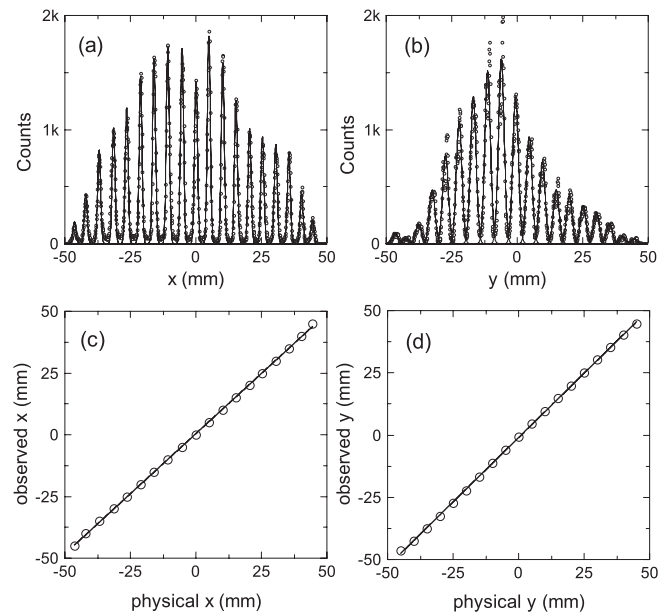 2k
(a)
1k
Counts
0
-50
-25
0
25
50
x (mm)
2k
(b)
1k
Counts
0
-50
-25
0
25
50
y (mm)
50
(c)
25
observed x (mm)
0
-25
-50
-50
-25
0
25
50
physical x (mm)
50
(d)
25
observed y (mm)
0
-25
-50
-50
-25
0
25
50
physical y (mm)